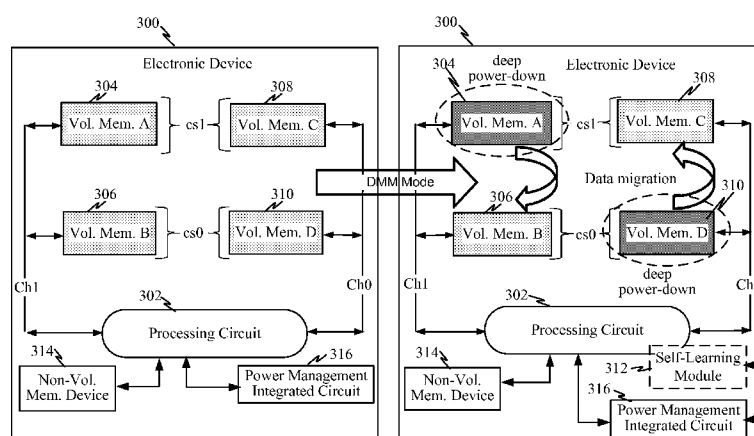 300
Electronic Device
304
308
Vol. Mem. A
cs1
Vol. Mem. C
306
310
Vol. Mem. B
cs0
Vol. Mem. D
Ch1
Ch0
302
Processing Circuit
314
316
Non-Vol.
Mem. Device
Power Management
Integrated Circuit
DMM Mode
300
deep
power-down
Electronic Device
304
308
Vol. Mem. A
cs1
Vol. Mem. C
Data migration
306
310
Vol. Mem. B
cs0
Vol. Mem. D
deep
power-down
Ch1
Ch
302
Processing Circuit
314
312
Self-Learning
Module
316
Non-Vol.
Mem. Device
Power Management
Integrated Circuit